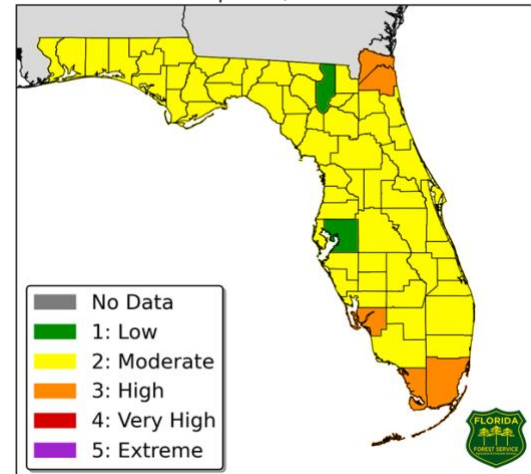 No Data
1: Low
2: Moderate
3: High
4: Very High
5: Extreme
FLORIDA
FOREST SERVICE